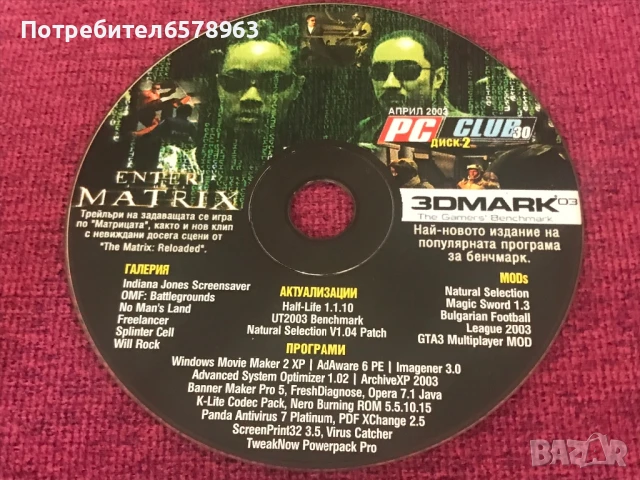 Потребител6578963
АПРИЛ 2003
PC CLUB 30
ДИСК-2
ENTER
MATRIX
Трейлъри на задаващата се игра
по "Матрицата", както и нов клип
с невиждани досега сцени от
"The Matrix: Reloaded".
3DMARK 03
The Gamers' Benchmark
Най-новото издание на
популярната програма
за бенчмарк.
ГАЛЕРИЯ
Indiana Jones Screensaver
OMF: Battlegrounds
No Man's Land
Freelancer
Splinter Cell
Will Rock
АКТУАЛИЗАЦИИ
Half-Life 1.1.10
UT2003 Benchmark
Natural Selection V1.04 Patch
MODs
Natural Selection
Magic Sword 1.3
Bulgarian Football
League 2003
GTA3 Multiplayer MOD
ПРОГРАМИ
Windows Movie Maker 2 XP | AdAware 6 PE | Imagener 3.0
Advanced System Optimizer 1.02 | ArchiveXP 2003
Banner Maker Pro 5, FreshDiagnose, Opera 7.1 Java
K-Lite Codec Pack, Nero Burning ROM 5.5.10.15
Panda Antivirus 7 Platinum, PDF XChange 2.5
ScreenPrint32 3.5, Virus Catcher
TweakNow Powerpack Pro
BAZAR